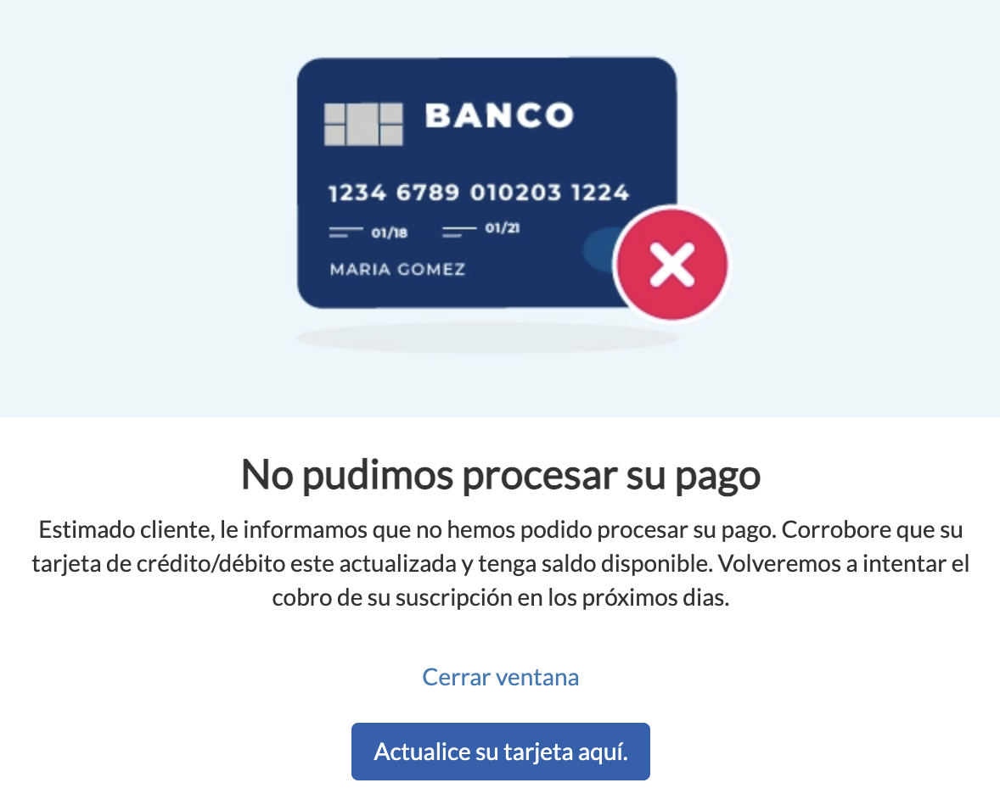 BANCO
1234 6789 010203 1224
01/18 01/21
MARIA GOMEZ
No pudimos procesar su pago
Estimado cliente, le informamos que no hemos podido procesar su pago. Corrobore que su
tarjeta de crédito/débito este actualizada y tenga saldo disponible. Volveremos a intentar el
cobro de su suscripción en los próximos dias.
Cerrar ventana
Actualice su tarjeta aquí.